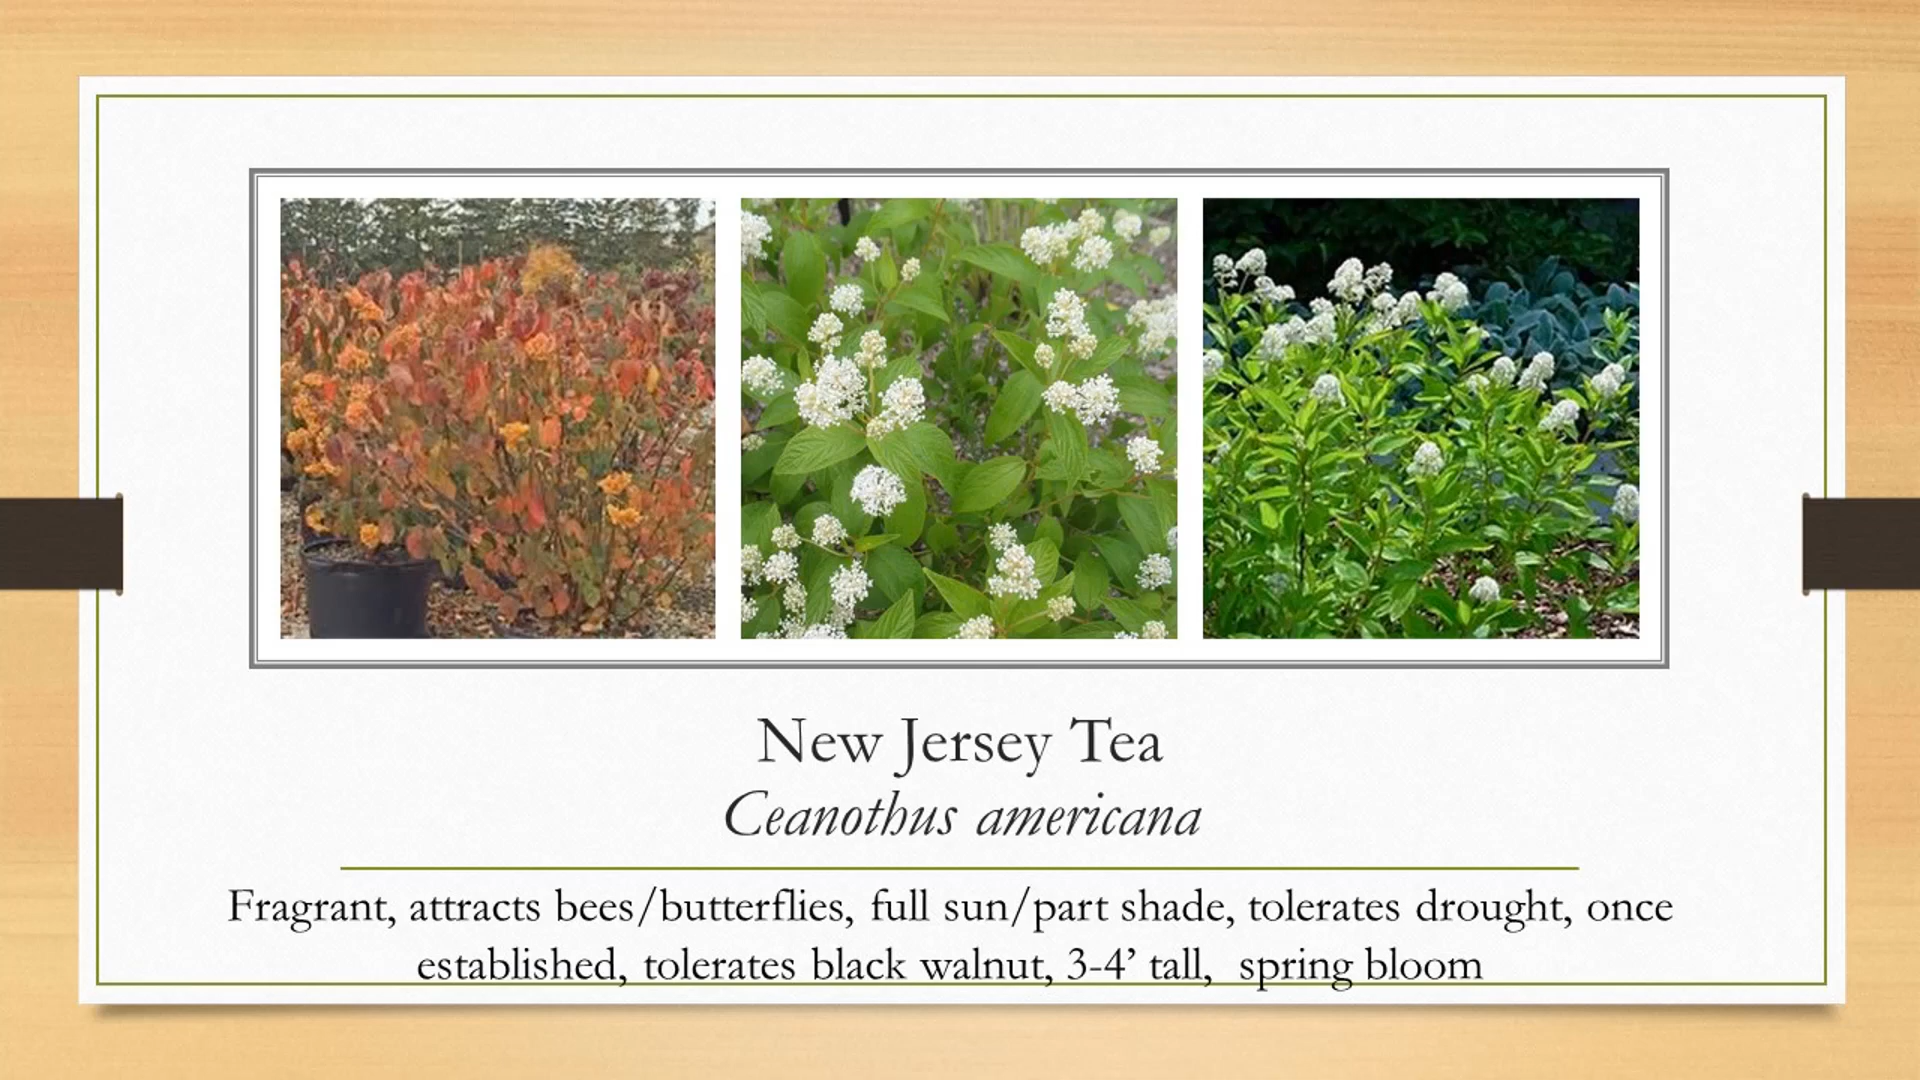 New Jersey Tea
Ceanothus americana
Fragrant, attracts bees/butterflies, full sun/part shade, tolerates drought, once
established, tolerates black walnut, 3-4’ tall,  spring bloom